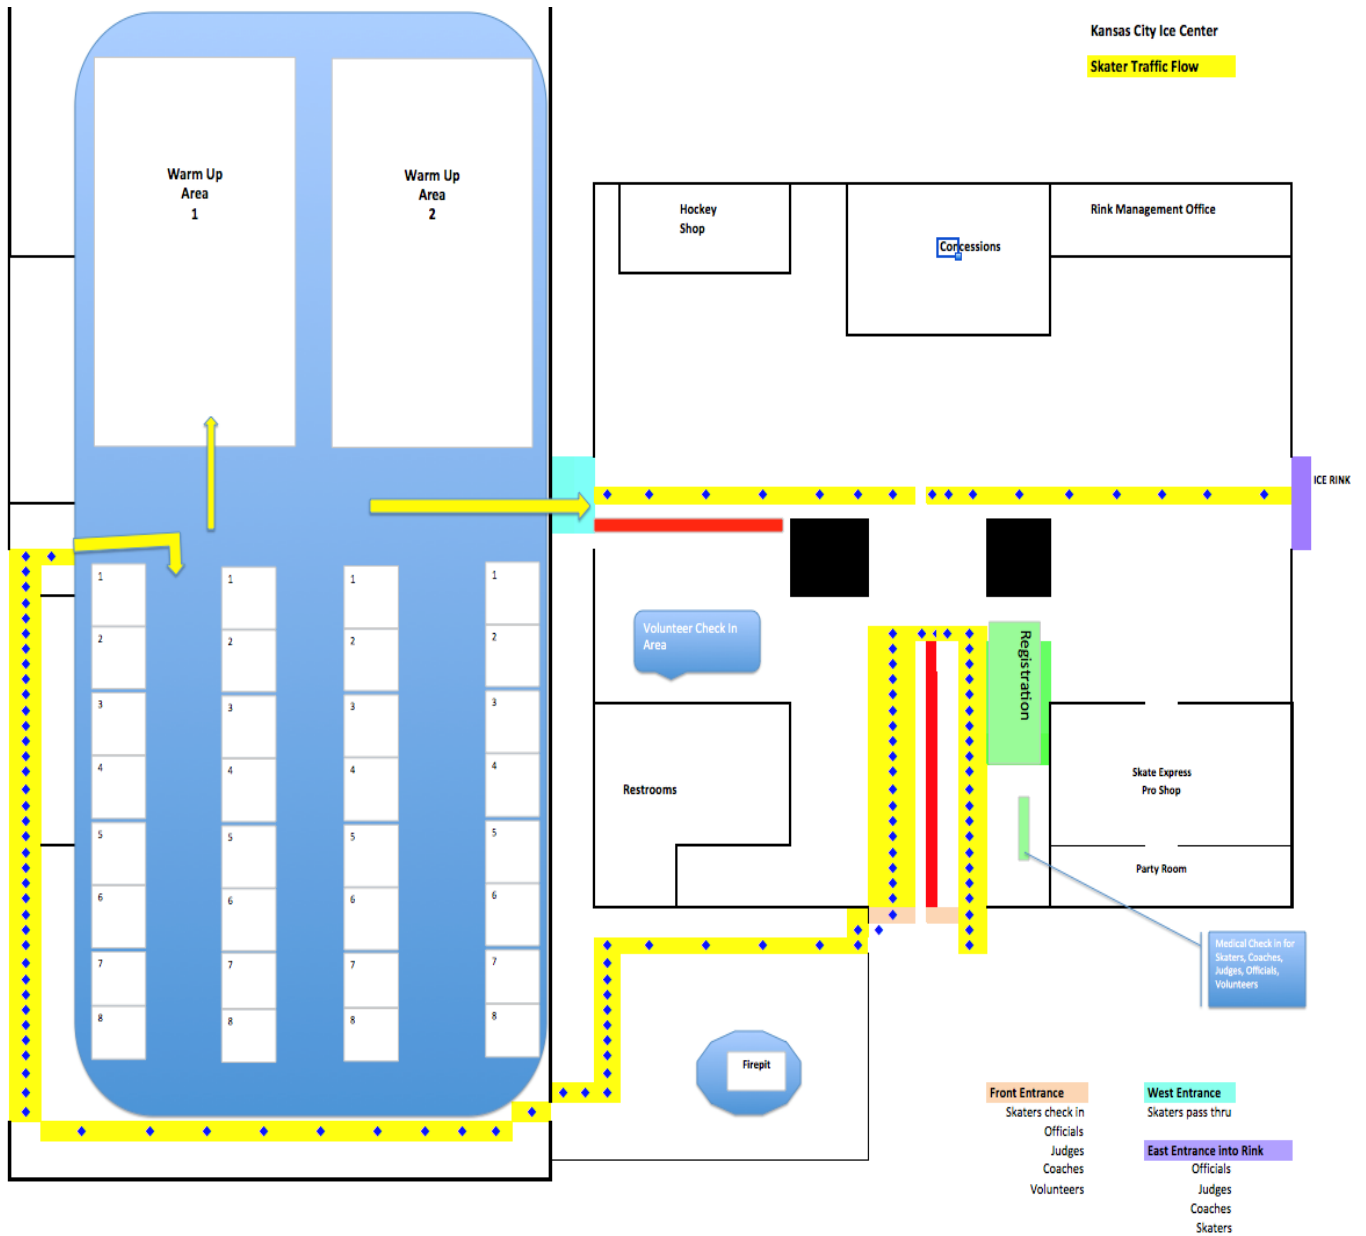 Kansas City Ice Center
Skater Traffic Flow
Warm Up
Area
1
Warm Up
Area
2
Hockey
Shop
Concessions
Rink Management Office
ICE RINK
1
2
3
4
5
6
7
8
1
2
3
4
5
6
7
8
1
2
3
4
5
6
7
8
1
2
3
4
5
6
7
8
Volunteer Check in
Area
Registration
Restrooms
Skate Express
Pro Shop
Party Room
Medical Check in for
Skaters, Coaches,
Judges, Officials,
Volunteers
Firepit
Front Entrance
Skaters check in
Officials
Judges
Coaches
Volunteers
West Entrance
Skaters pass thru
East Entrance into Rink
Officials
Judges
Coaches
Skaters